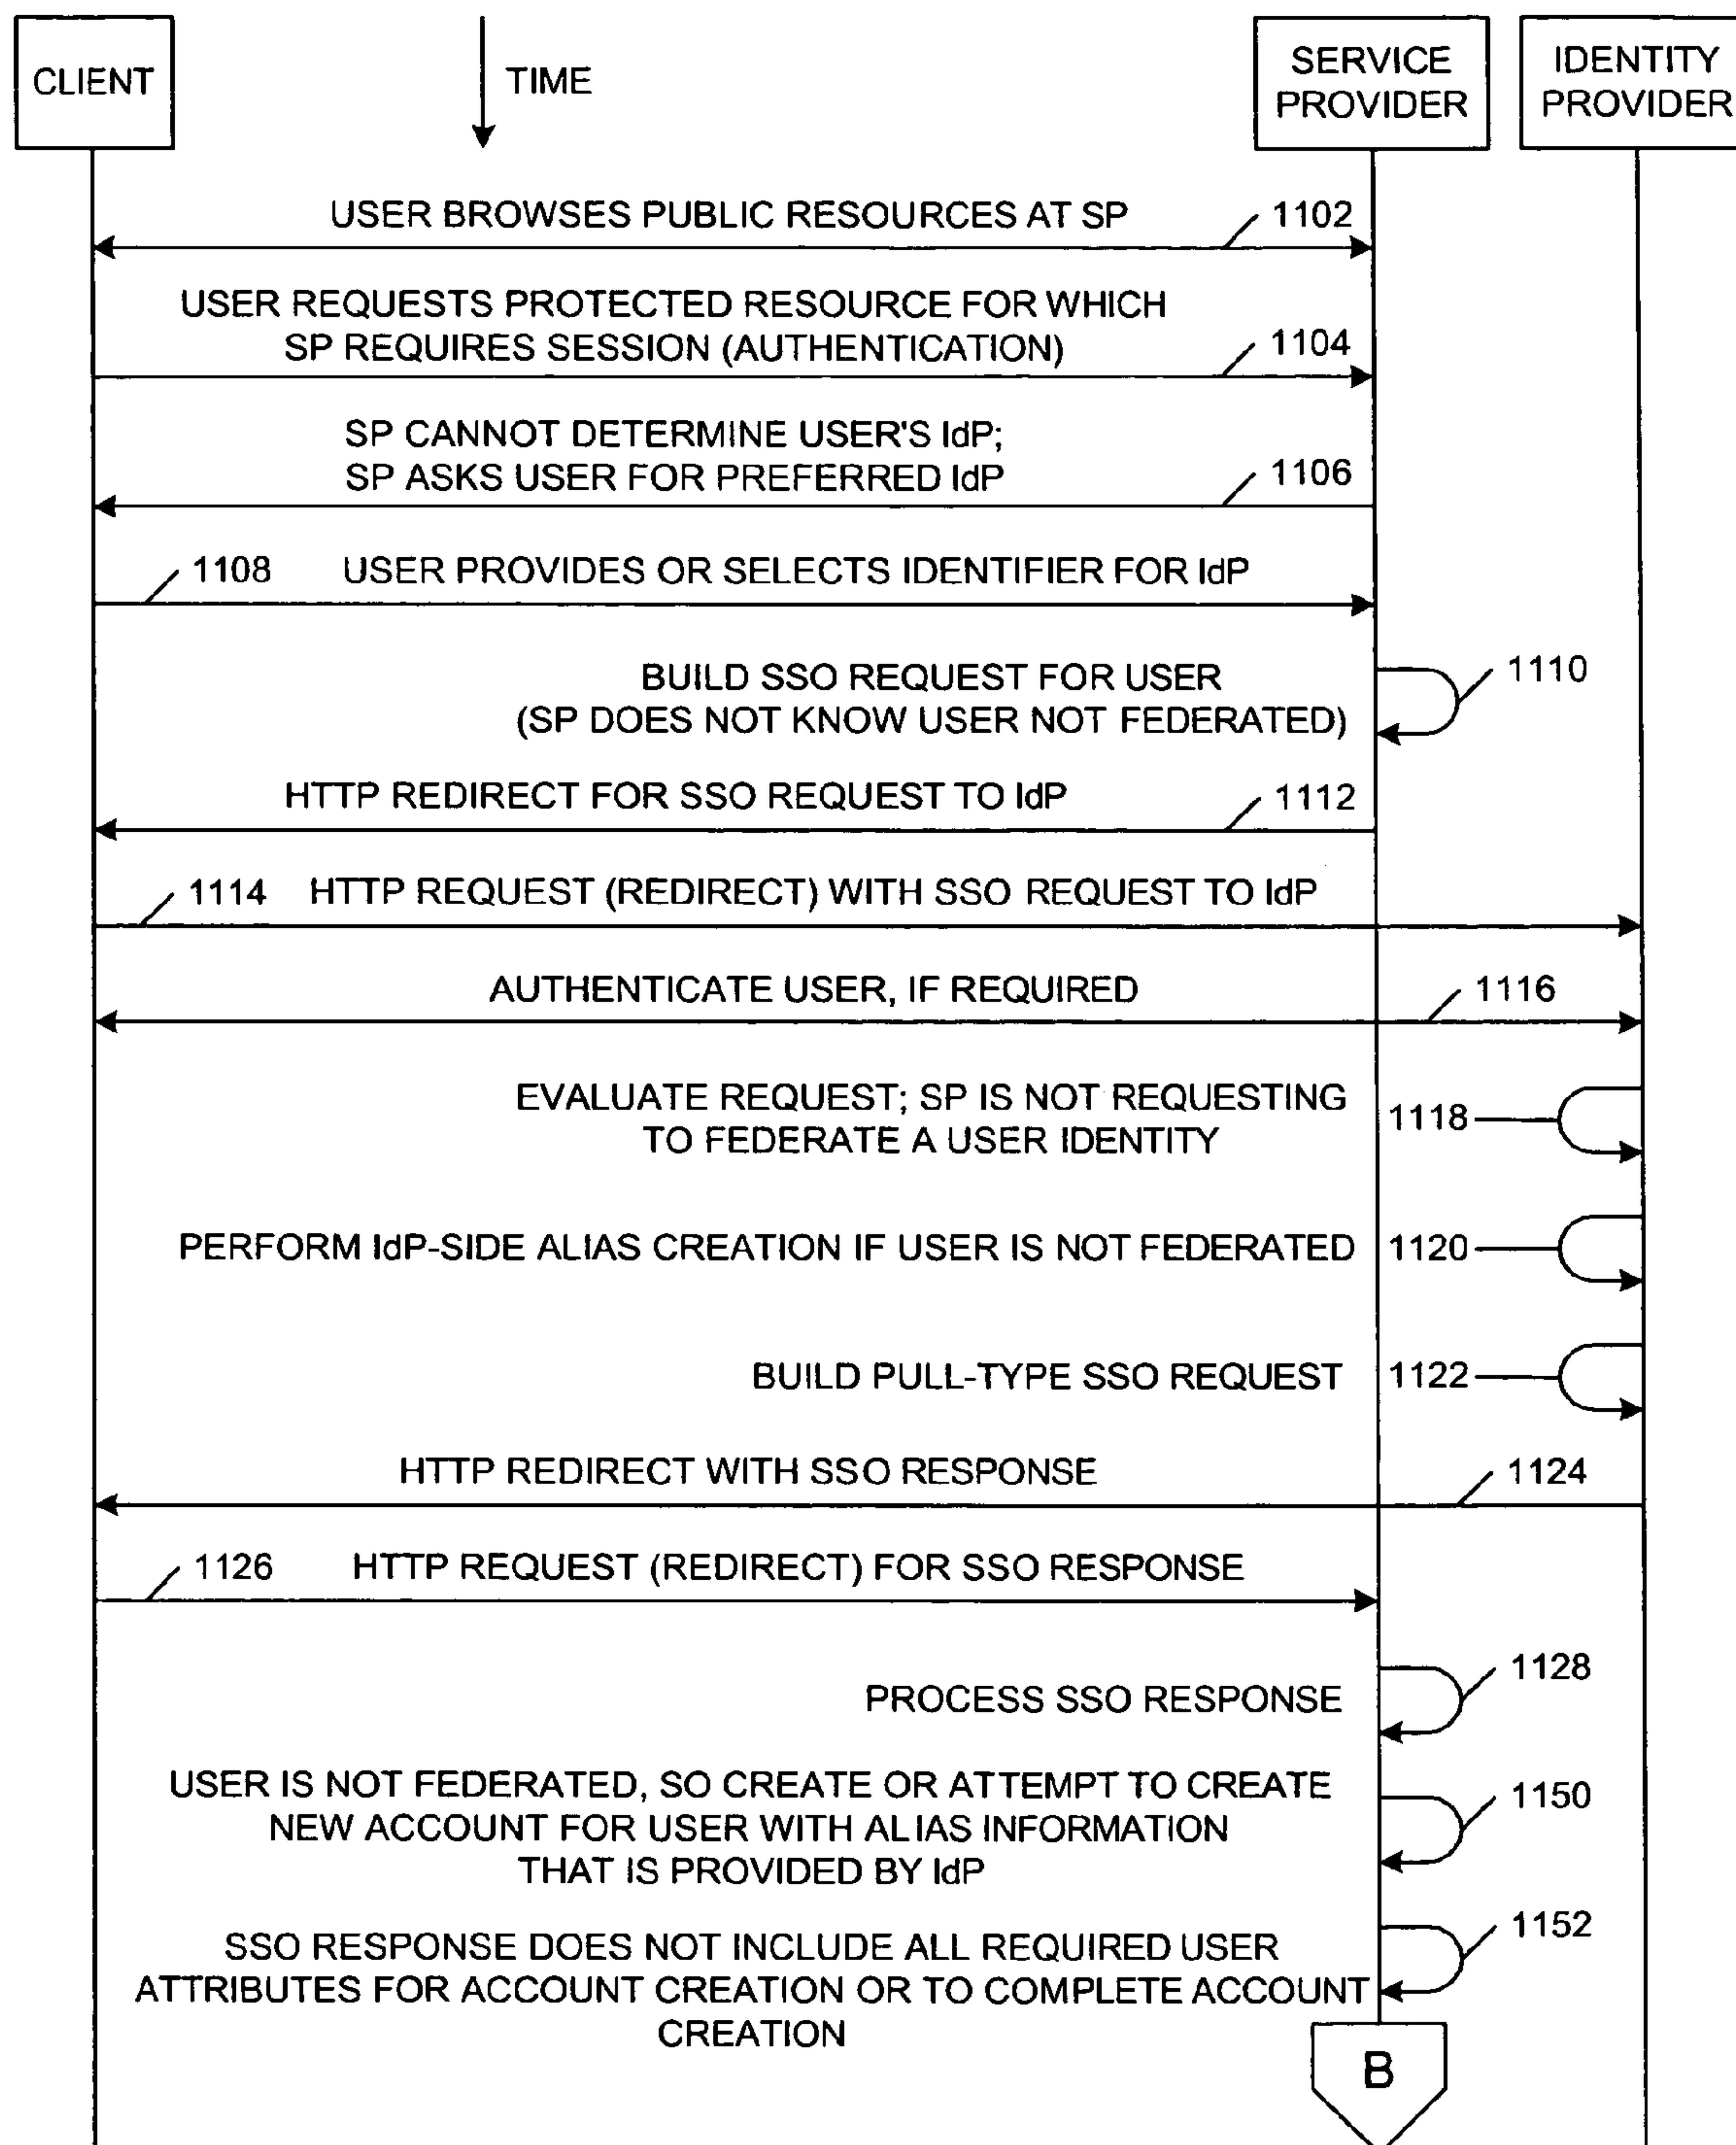 CLIENT
TIME
SERVICE
PROVIDER
IDENTITY
PROVIDER
USER BROWSES PUBLIC RESOURCES AT SP
1102
USER REQUESTS PROTECTED RESOURCE FOR WHICH
SP REQUIRES SESSION (AUTHENTICATION)
1104
SP CANNOT DETERMINE USER'S IdP;
SP ASKS USER FOR PREFERRED IdP
1106
1108
USER PROVIDES OR SELECTS IDENTIFIER FOR IdP
BUILD SSO REQUEST FOR USER
(SP DOES NOT KNOW USER NOT FEDERATED)
1110
HTTP REDIRECT FOR SSO REQUEST TO IdP
1112
1114
HTTP REQUEST (REDIRECT) WITH SSO REQUEST TO IdP
AUTHENTICATE USER, IF REQUIRED
1116
EVALUATE REQUEST; SP IS NOT REQUESTING
TO FEDERATE A USER IDENTITY
1118
PERFORM IdP-SIDE ALIAS CREATION IF USER IS NOT FEDERATED
1120
BUILD PULL-TYPE SSO REQUEST
1122
HTTP REDIRECT WITH SSO RESPONSE
1124
1126
HTTP REQUEST (REDIRECT) FOR SSO RESPONSE
PROCESS SSO RESPONSE
1128
USER IS NOT FEDERATED, SO CREATE OR ATTEMPT TO CREATE
NEW ACCOUNT FOR USER WITH ALIAS INFORMATION
THAT IS PROVIDED BY IdP
1150
SSO RESPONSE DOES NOT INCLUDE ALL REQUIRED USER
ATTRIBUTES FOR ACCOUNT CREATION OR TO COMPLETE ACCOUNT
CREATION
1152
B